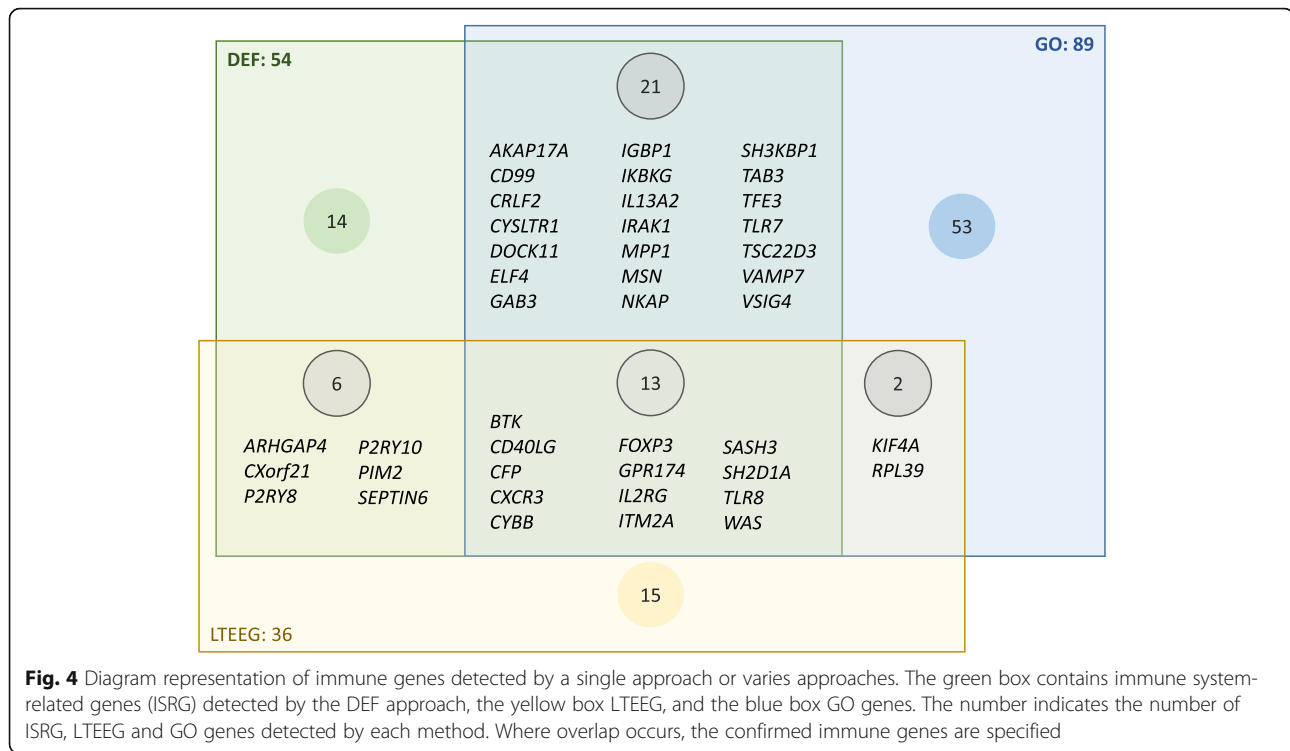 DEF: 54
GO: 89
21
AKAP17A IGBP1 SH3KBP1
CD99 IKBKG TAB3
CRLF2 IL13A2 TFE3
CYSLTR1 IRAK1 TLR7
DOCK11 MPP1 TSC22D3
ELF4 MSN VAMP7
GAB3 NKAP VSIG4
14
53
6
ARHGAP4 P2RY10
CXorf21 PIM2
P2RY8 SEPTIN6
13
BTK
CD40LG FOXP3 SASH3
CFP GPR174 SH2D1A
CXCR3 IL2RG TLR8
CYBB ITM2A WAS
2
KIF4A
RPL39
15
LTEEG: 36
Fig. 4 Diagram representation of immune genes detected by a single approach or varies approaches. The green box contains immune system-
related genes (ISRG) detected by the DEF approach, the yellow box LTEEG, and the blue box GO genes. The number indicates the number of
ISRG, LTEEG and GO genes detected by each method. Where overlap occurs, the confirmed immune genes are specified